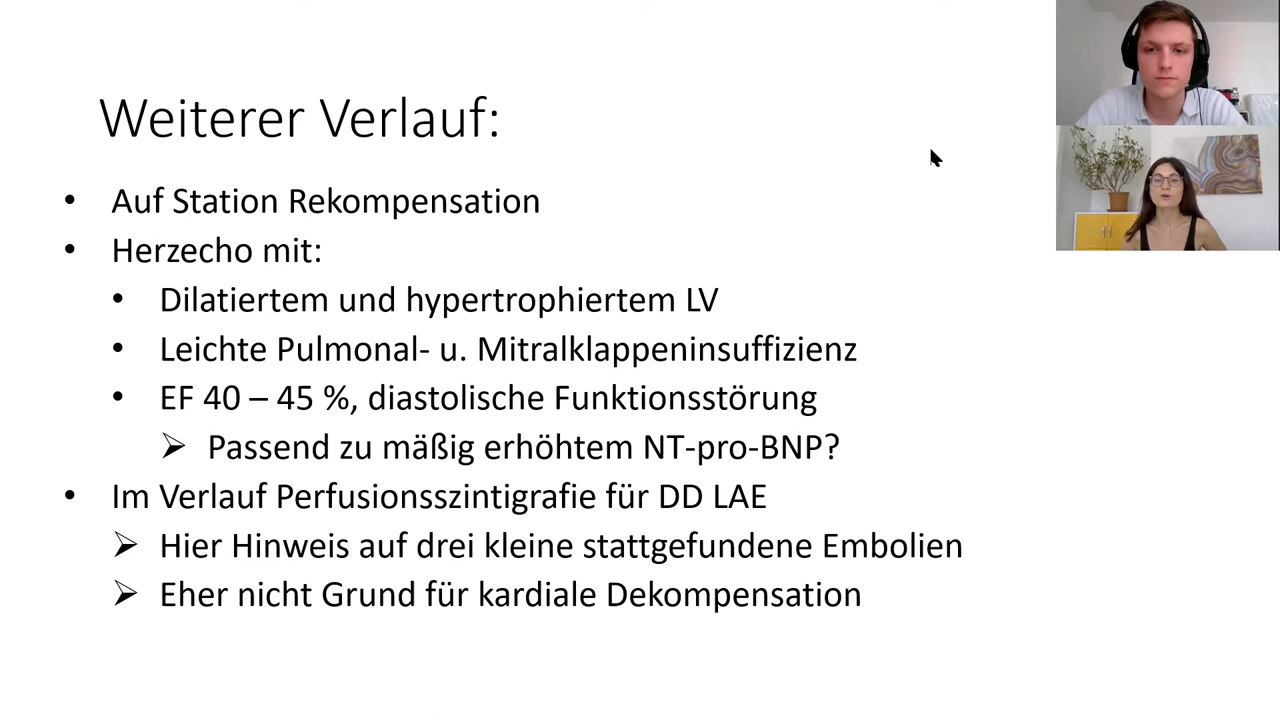 Weiterer Verlauf:
• Auf Station Rekompensation
• Herzecho mit:
• Dilatiertem und hypertrophiertem LV
• Leichte Pulmonal- u. Mitralklappeninsuffizienz
• EF 40 – 45 %, diastolische Funktionsstörung
➢ Passend zu mäßig erhöhtem NT-pro-BNP?
• Im Verlauf Perfusionsszintigrafie für DD LAE
➢ Hier Hinweis auf drei kleine stattgefundene Embolien
➢ Eher nicht Grund für kardiale Dekompensation